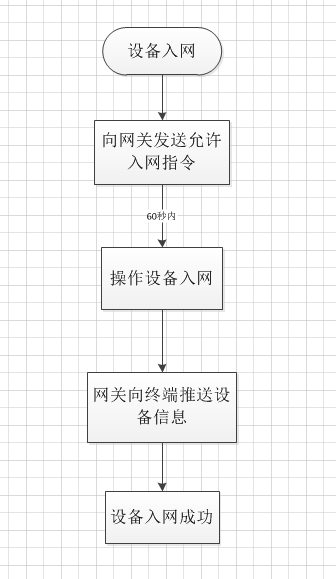 设备入网
向网关发送允许
入网指令
60秒内
操作设备入网
网关向终端推送设
备信息
设备入网成功